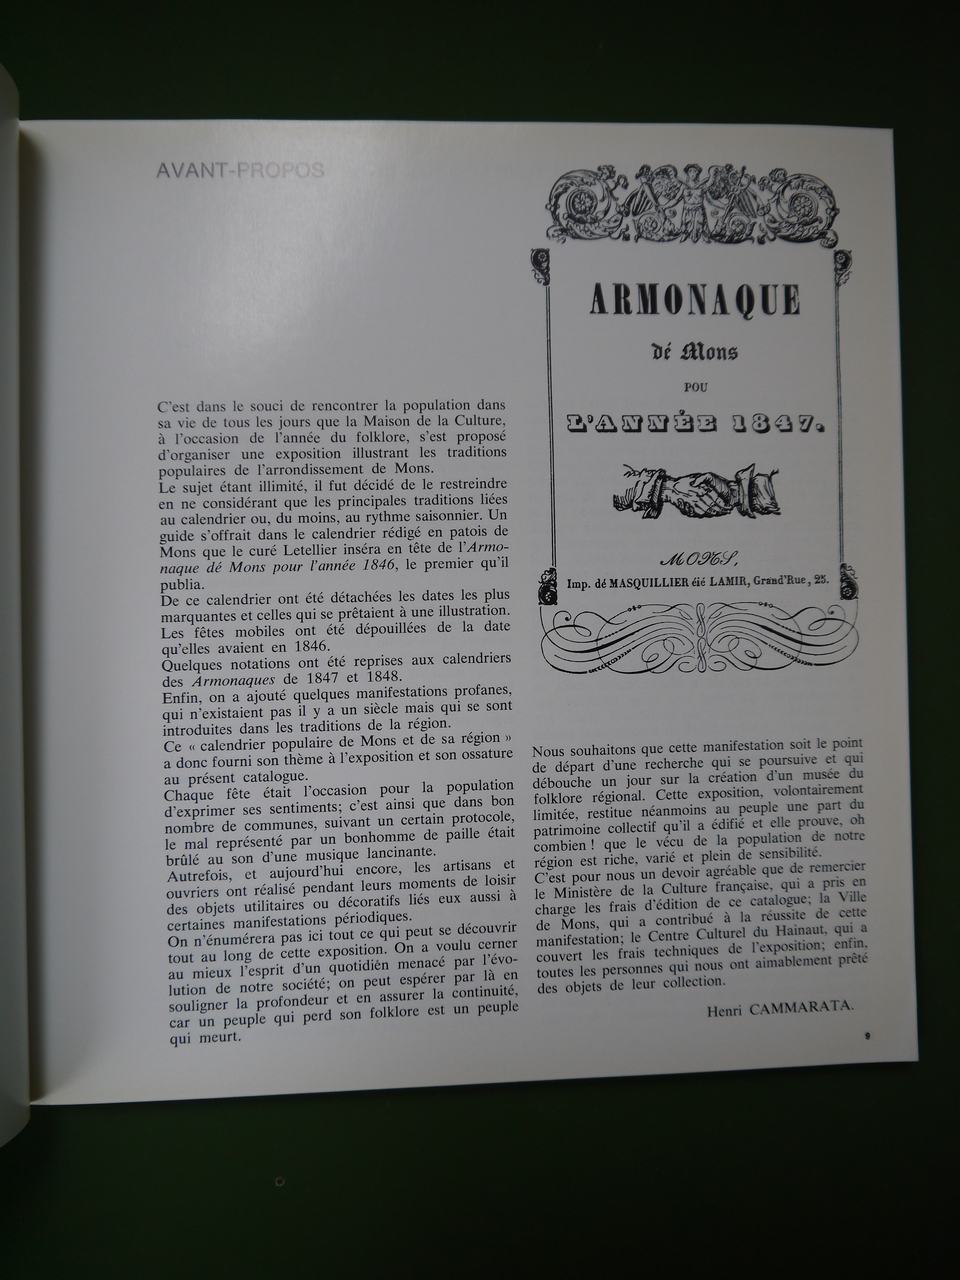 AVANT-PROPOS
C'est dans le souci de rencontrer la population dans
sa vie de tous les jours que la Maison de la Culture,
à l'occasion de l'année du folklore, s'est proposé
d'organiser une exposition illustrant les traditions
populaires de l'arrondissement de Mons.
Le sujet étant illimité, il fut décidé de le restreindre
en ne considérant que les principales traditions liées
au calendrier ou, du moins, au rythme saisonnier. Un
guide s'offrait dans le calendrier rédigé en patois de
Mons que le curé Letellier inséra en tête de l'Armo-
naque dé Mons pour l'année 1846, le premier qu'il
publia.
De ce calendrier ont été détachées les dates les plus
marquantes et celles qui se prêtaient à une illustration.
Les fêtes mobiles ont été dépouillées de la date
qu'elles avaient en 1846.
Quelques notations ont été reprises aux calendriers
des Armonaques de 1847 et 1848.
Enfin, on a ajouté quelques manifestations profanes,
qui n'existaient pas il y a un siècle mais qui se sont
introduites dans les traditions de la région.
Ce « calendrier populaire de Mons et de sa région »
a donc fourni son thème à l'exposition et son ossature
au présent catalogue.
Chaque fête était l'occasion pour la population
d'exprimer ses sentiments; c'est ainsi que dans bon
nombre de communes, suivant un certain protocole,
le mal représenté par un bonhomme de paille était
brûlé au son d'une musique lancinante.
Autrefois, et aujourd'hui encore, les artisans et
ouvriers ont réalisé pendant leurs moments de loisir
des objets utilitaires ou décoratifs liés eux aussi à
certaines manifestations périodiques.
On n'énumérera pas ici tout ce qui peut se découvrir
tout au long de cette exposition. On a voulu cerner
au mieux l'esprit d'un quotidien menacé par l'évo-
lution de notre société; on peut espérer par là en
souligner la profondeur et en assurer la continuité,
car un peuple qui perd son folklore est un peuple
qui meurt.
ARMONAQUE
dé Mons
POU
L'ANNÉE 1847.
MONS,
Imp. dé MASQUILLIER éié LAMIR, Grand'Rue, 25.
Nous souhaitons que cette manifestation soit le point
de départ d'une recherche qui se poursuive et qui
débouche un jour sur la création d'un musée du
folklore régional. Cette exposition, volontairement
limitée, restitue néanmoins au peuple une part du
patrimoine collectif qu'il a édifié et elle prouve, oh
combien ! que le vécu de la population de notre
région est riche, varié et plein de sensibilité.
C'est pour nous un devoir agréable que de remercier
le Ministère de la Culture française, qui a pris en
charge les frais d'édition de ce catalogue; la Ville
de Mons, qui a contribué à la réussite de cette
manifestation; le Centre Culturel du Hainaut, qui a
couvert les frais techniques de l'exposition; enfin,
toutes les personnes qui nous ont aimablement prêté
des objets de leur collection.
Henri CAMMARATA.
9